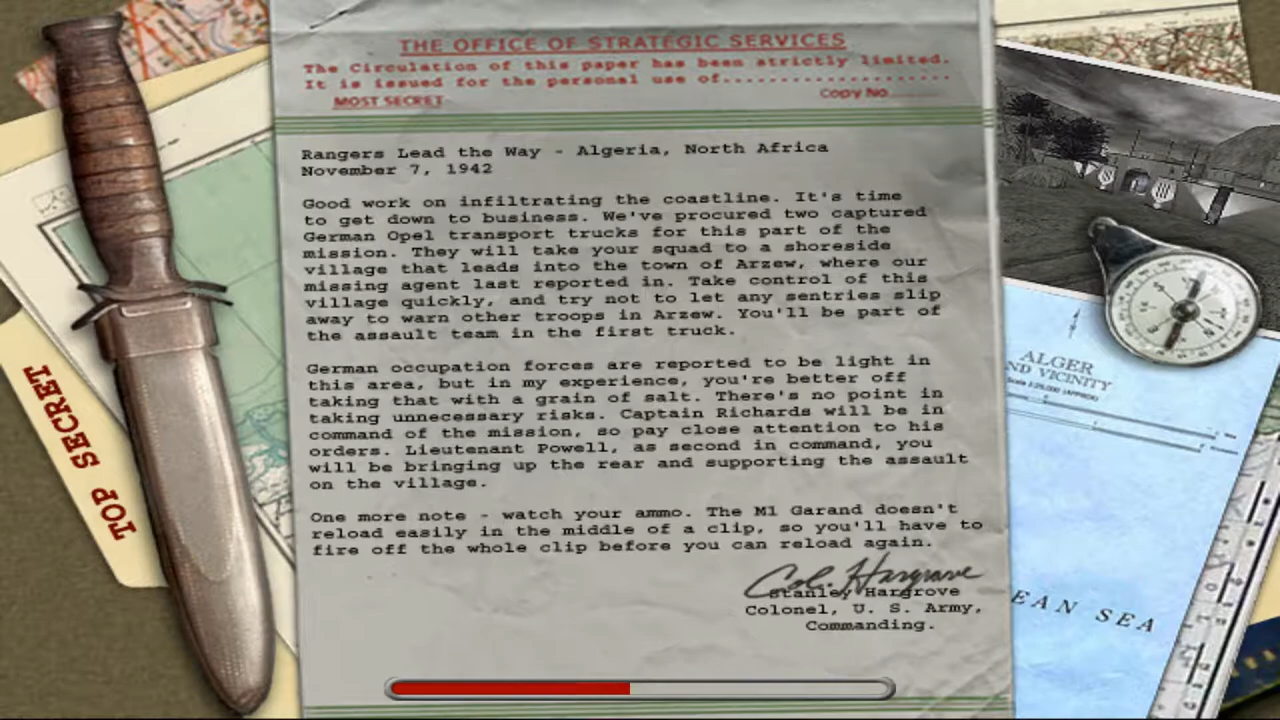 THE OFFICE OF STRATEGIC SERVICES
The Circulation of this paper has been strictly limited.
It is issued for the personal use of.....................
MOST SECRET
Copy No.......
Rangers Lead the Way - Algeria, North Africa
November 7, 1942
Good work on infiltrating the coastline. It's time
to get down to business. We've procured two captured
German Opel transport trucks for this part of the
mission. They will take your squad to a shoreside
village that leads into the town of Arzew, where our
missing agent last reported in. Take control of this
village quickly, and try not to let any sentries slip
away to warn other troops in Arzew. You'll be part of
the assault team in the first truck.
German occupation forces are reported to be light in
this area, but in my experience, you're better off
taking that with a grain of salt. There's no point in
taking unnecessary risks. Captain Richards will be in
command of the mission, so pay close attention to his
orders. Lieutenant Powell, as second in command, you
will be bringing up the rear and supporting the assault
on the village.
One more note - watch your ammo. The M1 Garand doesn't
reload easily in the middle of a clip, so you'll have to
fire off the whole clip before you can reload again.
Col. Hargrave
Stanley Hargrove
Colonel, U. S. Army,
Commanding.
TOP SECRET
ALGER
ND VICINITY
EAN SEA